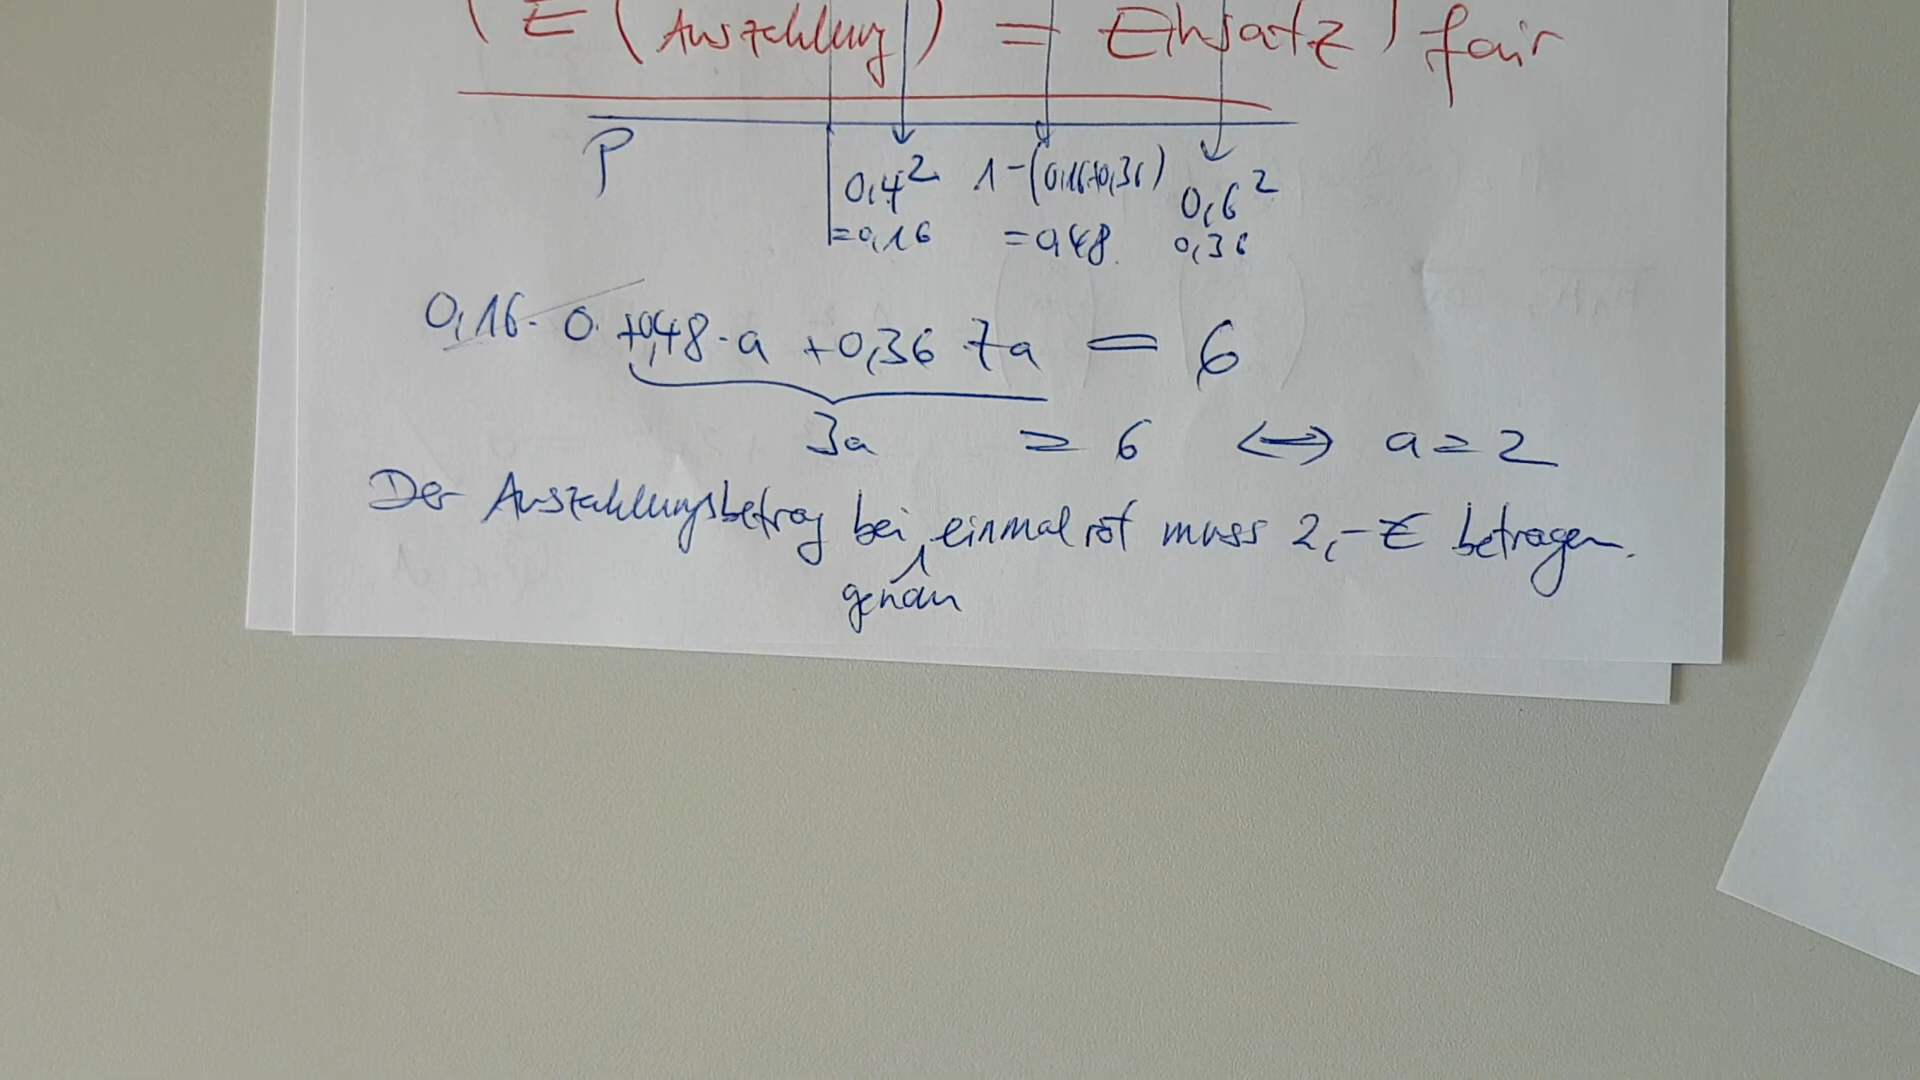 (E(Auszahlung) = Einsatz) fair
P 0,4² 1-(0,16+0,36) 0,6²
=0,16 =0,48 0,36
0,16·0 +0,48·a +0,36 7a = 6
3a = 6 ⟺ a=2
Der Auszahlungsbetrag bei einmal rot muss 2,-€ betragen.
genau